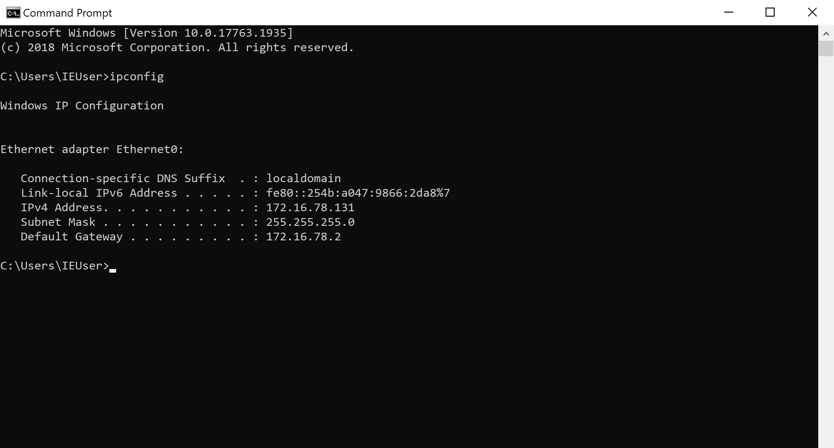 Command Prompt
Microsoft Windows [Version 10.0.17763.1935]
(c) 2018 Microsoft Corporation. All rights reserved.
C:\Users\IEUser>ipconfig
Windows IP Configuration
Ethernet adapter Ethernet0:
   Connection-specific DNS Suffix  . : localdomain
   Link-local IPv6 Address . . . . . : fe80::254b:a047:9866:2da8%7
   IPv4 Address. . . . . . . . . . . : 172.16.78.131
   Subnet Mask . . . . . . . . . . . : 255.255.255.0
   Default Gateway . . . . . . . . . : 172.16.78.2
C:\Users\IEUser>